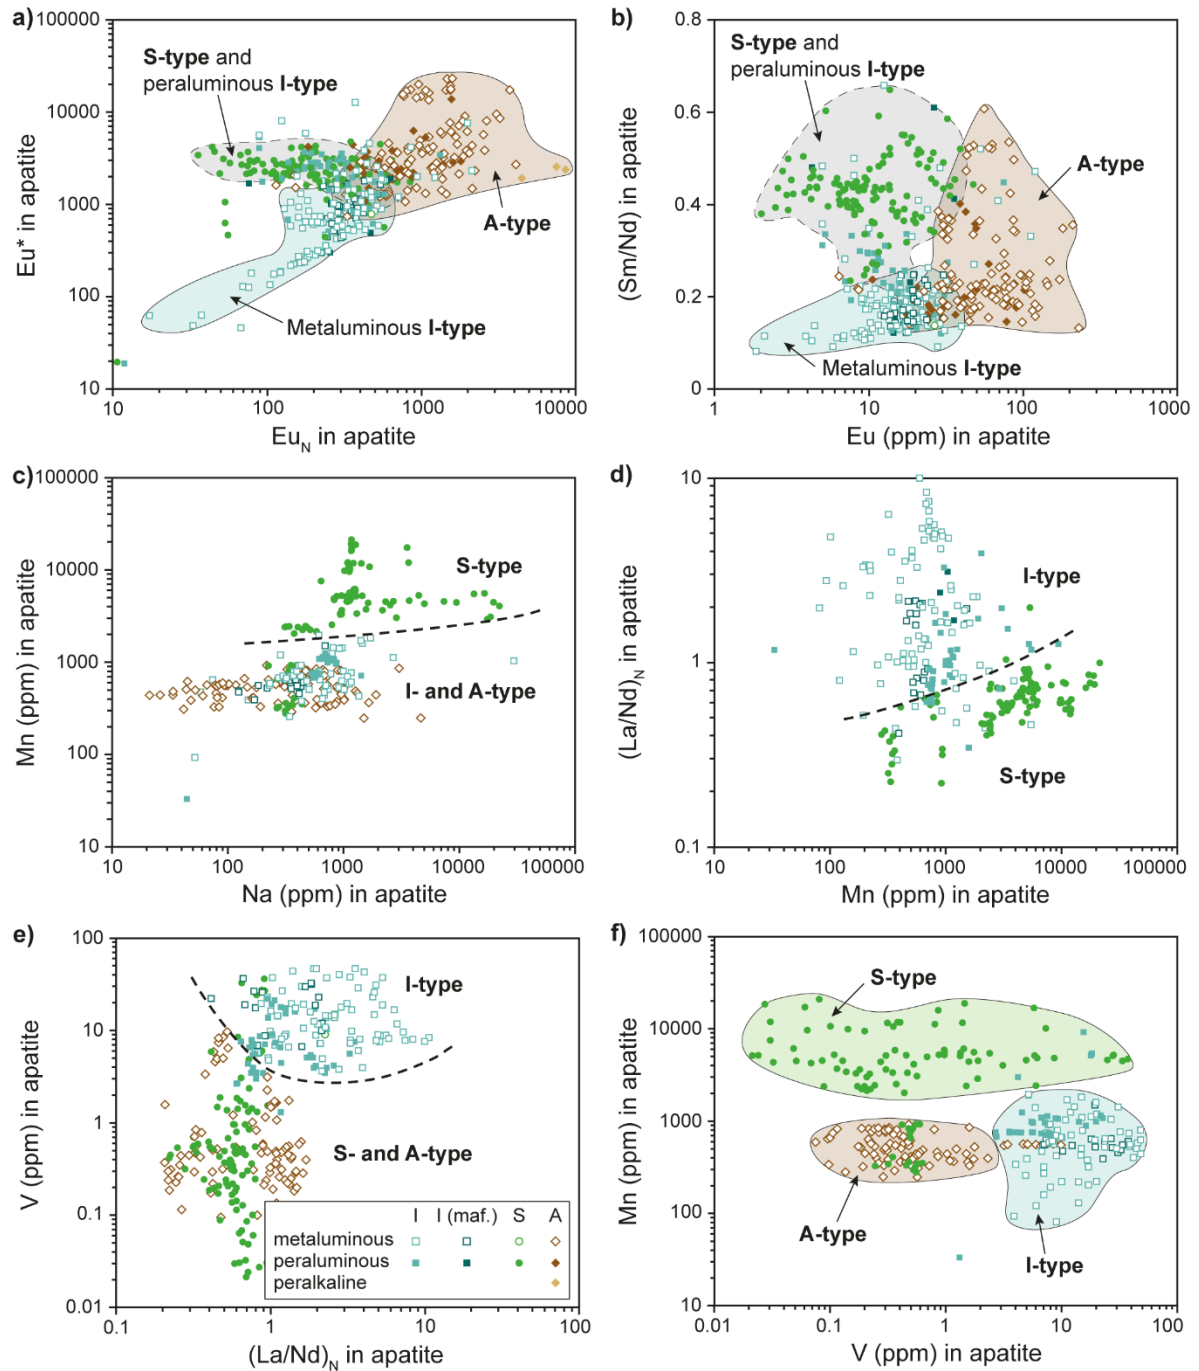 a)
100000
10000
1000
100
10
10
100
1000
10000
Eu* in apatite
EuN in apatite
S-type and
peraluminous I-type
A-type
Metaluminous I-type
b)
0.8
0.6
0.4
0.2
0
1
10
100
1000
(Sm/Nd) in apatite
Eu (ppm) in apatite
S-type and
peraluminous I-type
A-type
Metaluminous I-type
c)
100000
10000
1000
100
10
10
100
1000
10000
100000
Mn (ppm) in apatite
Na (ppm) in apatite
S-type
I- and A-type
d)
10
1
0.1
10
100
1000
10000
100000
(La/Nd)N in apatite
Mn (ppm) in apatite
I-type
S-type
e)
100
10
1
0.1
0.01
0.1
1
10
100
V (ppm) in apatite
(La/Nd)N in apatite
I-type
S- and A-type
I I (maf.) S A
metaluminous
peraluminous
peralkaline
f)
100000
10000
1000
100
10
0.01
0.1
1
10
100
Mn (ppm) in apatite
V (ppm) in apatite
S-type
A-type
I-type